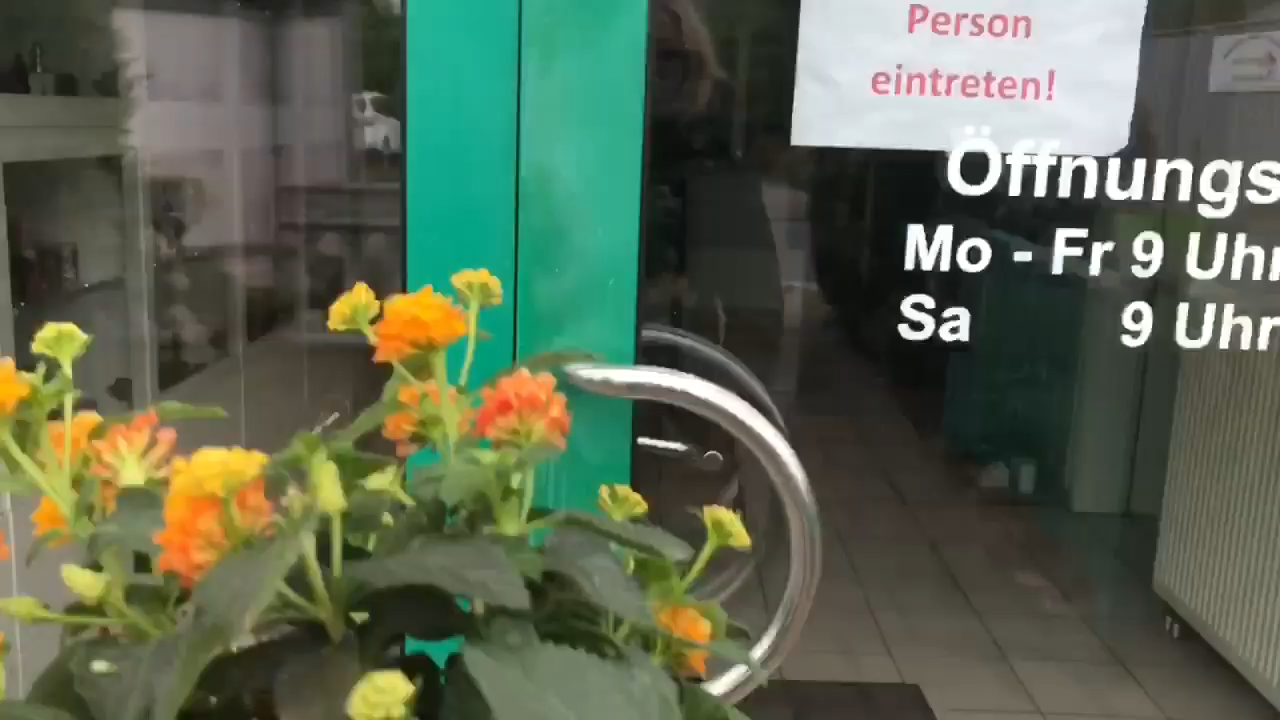 Person
eintreten!
Öffnungs
Mo - Fr 9 Uhr
Sa 9 Uhr